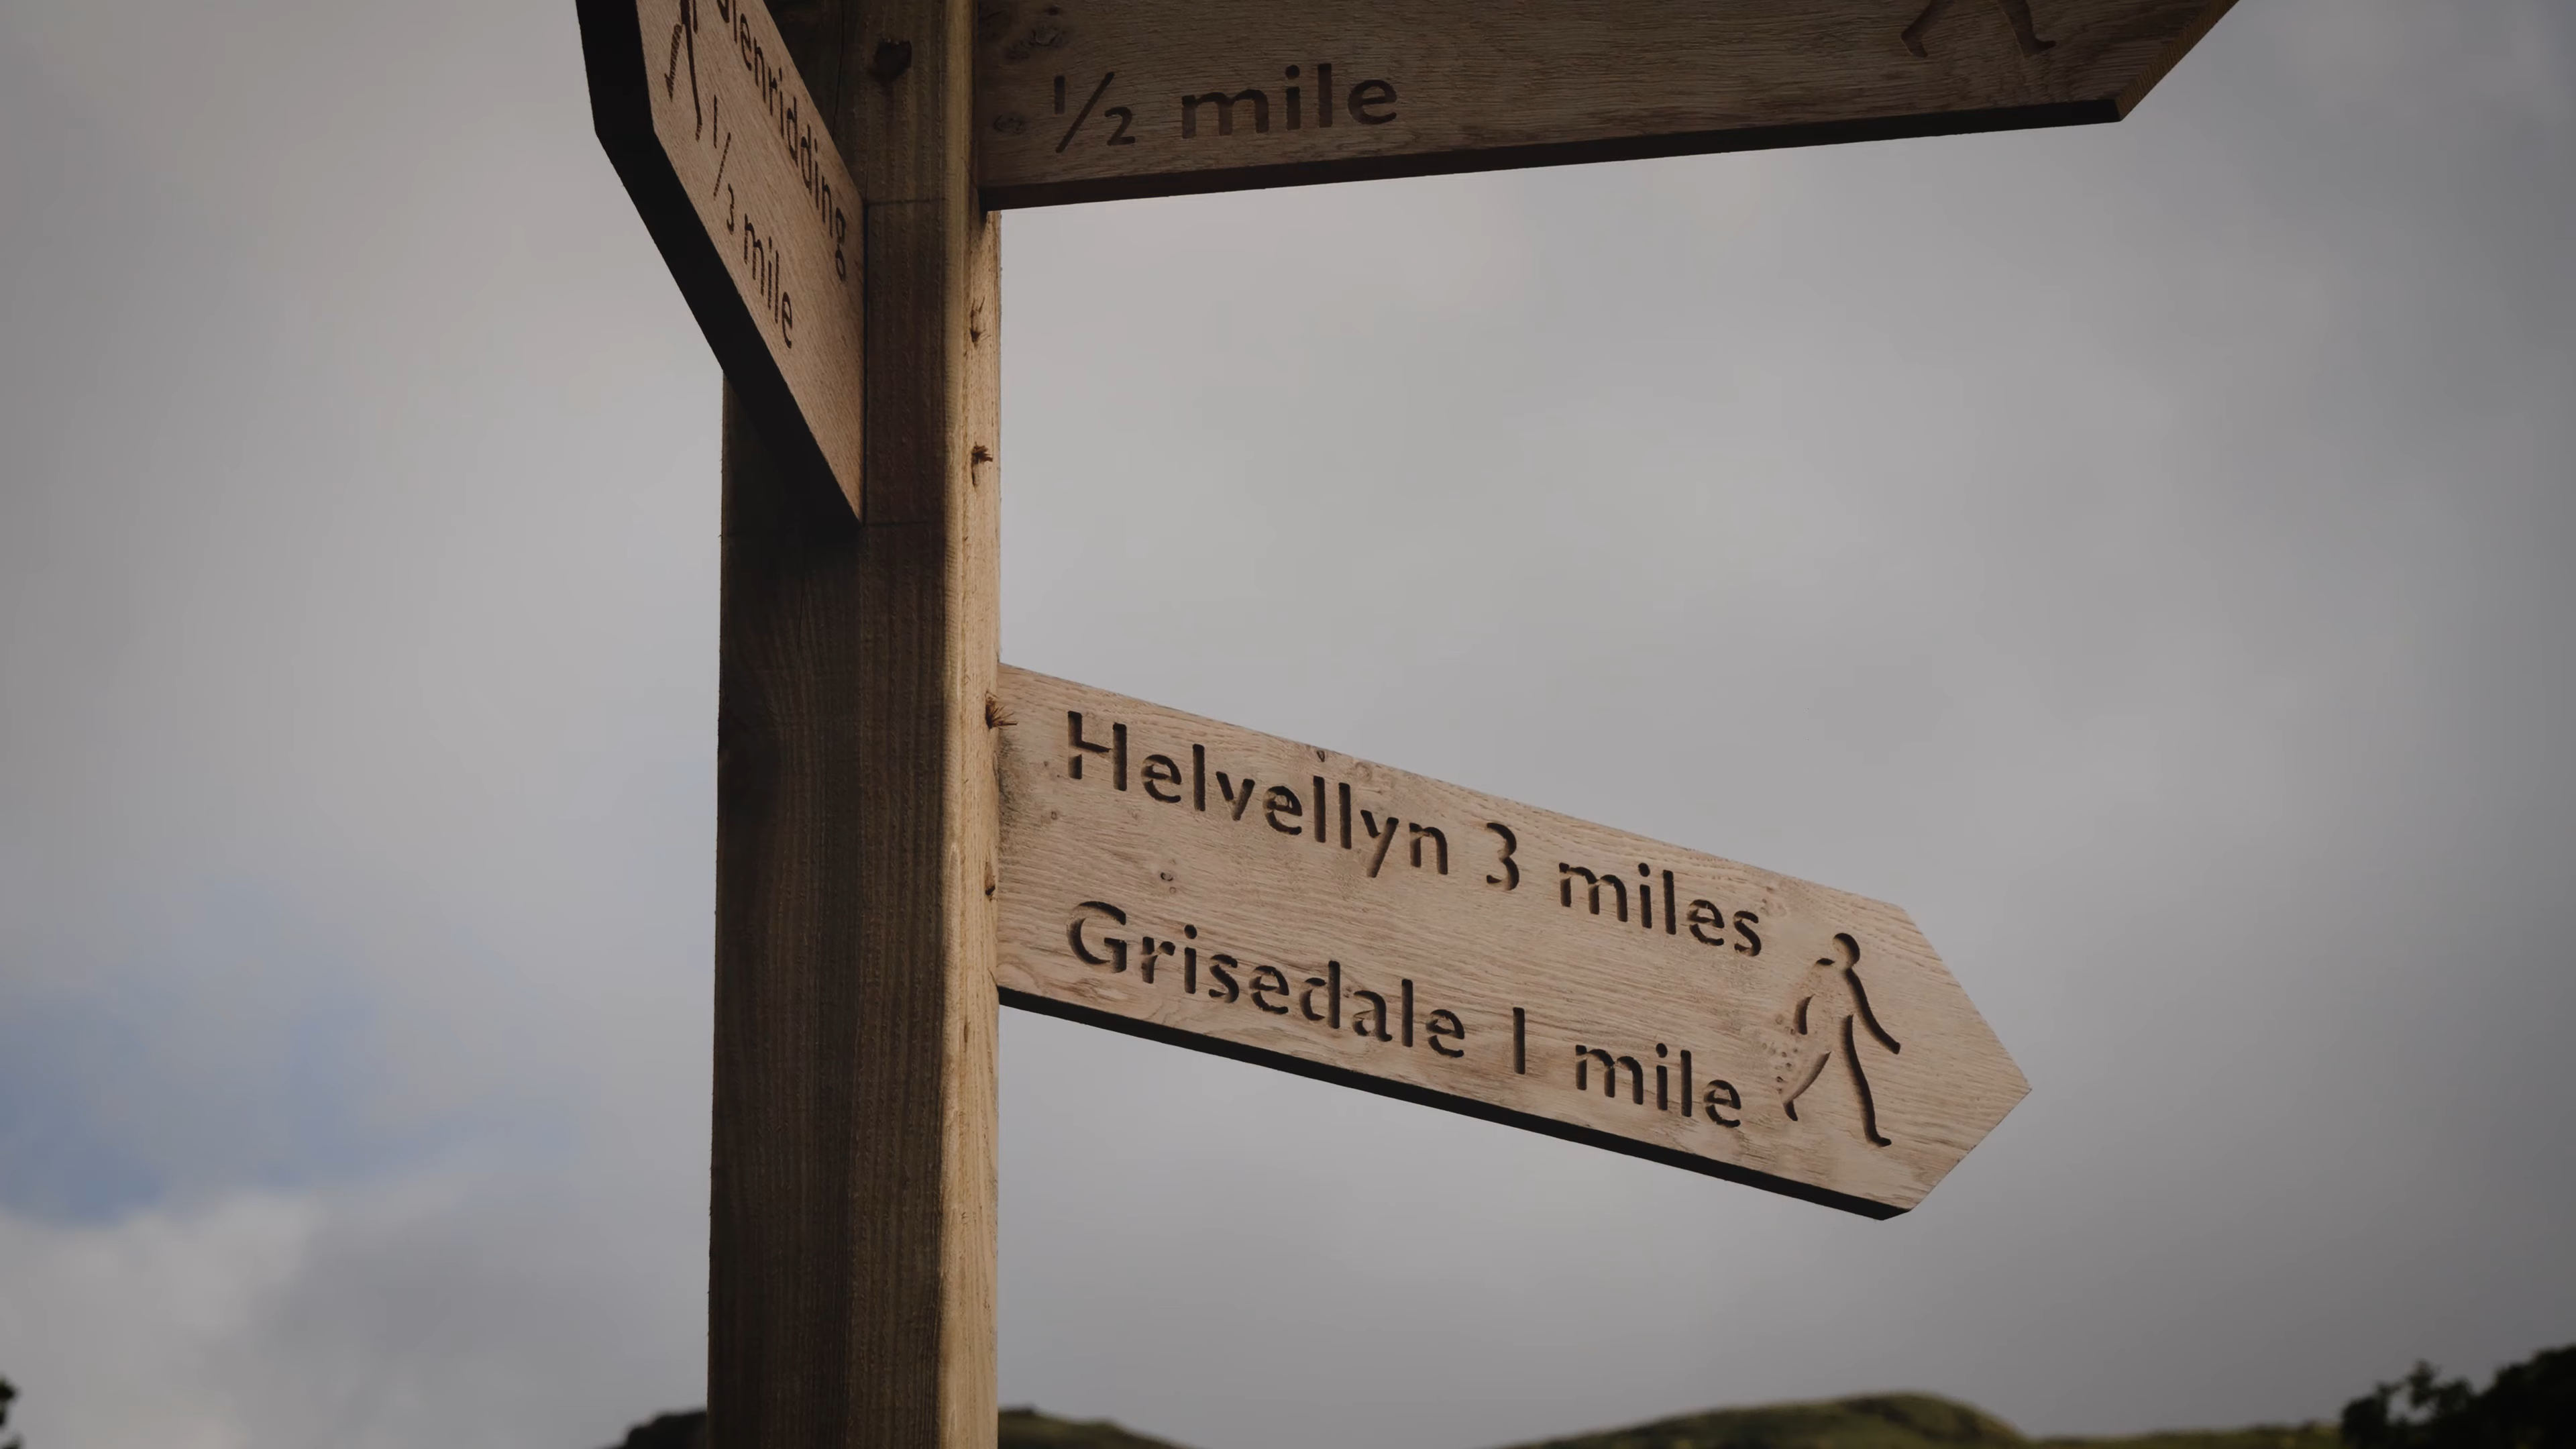 Glenridding
1/3 mile
1/2 mile
Helvellyn 3 miles
Grisedale 1 mile